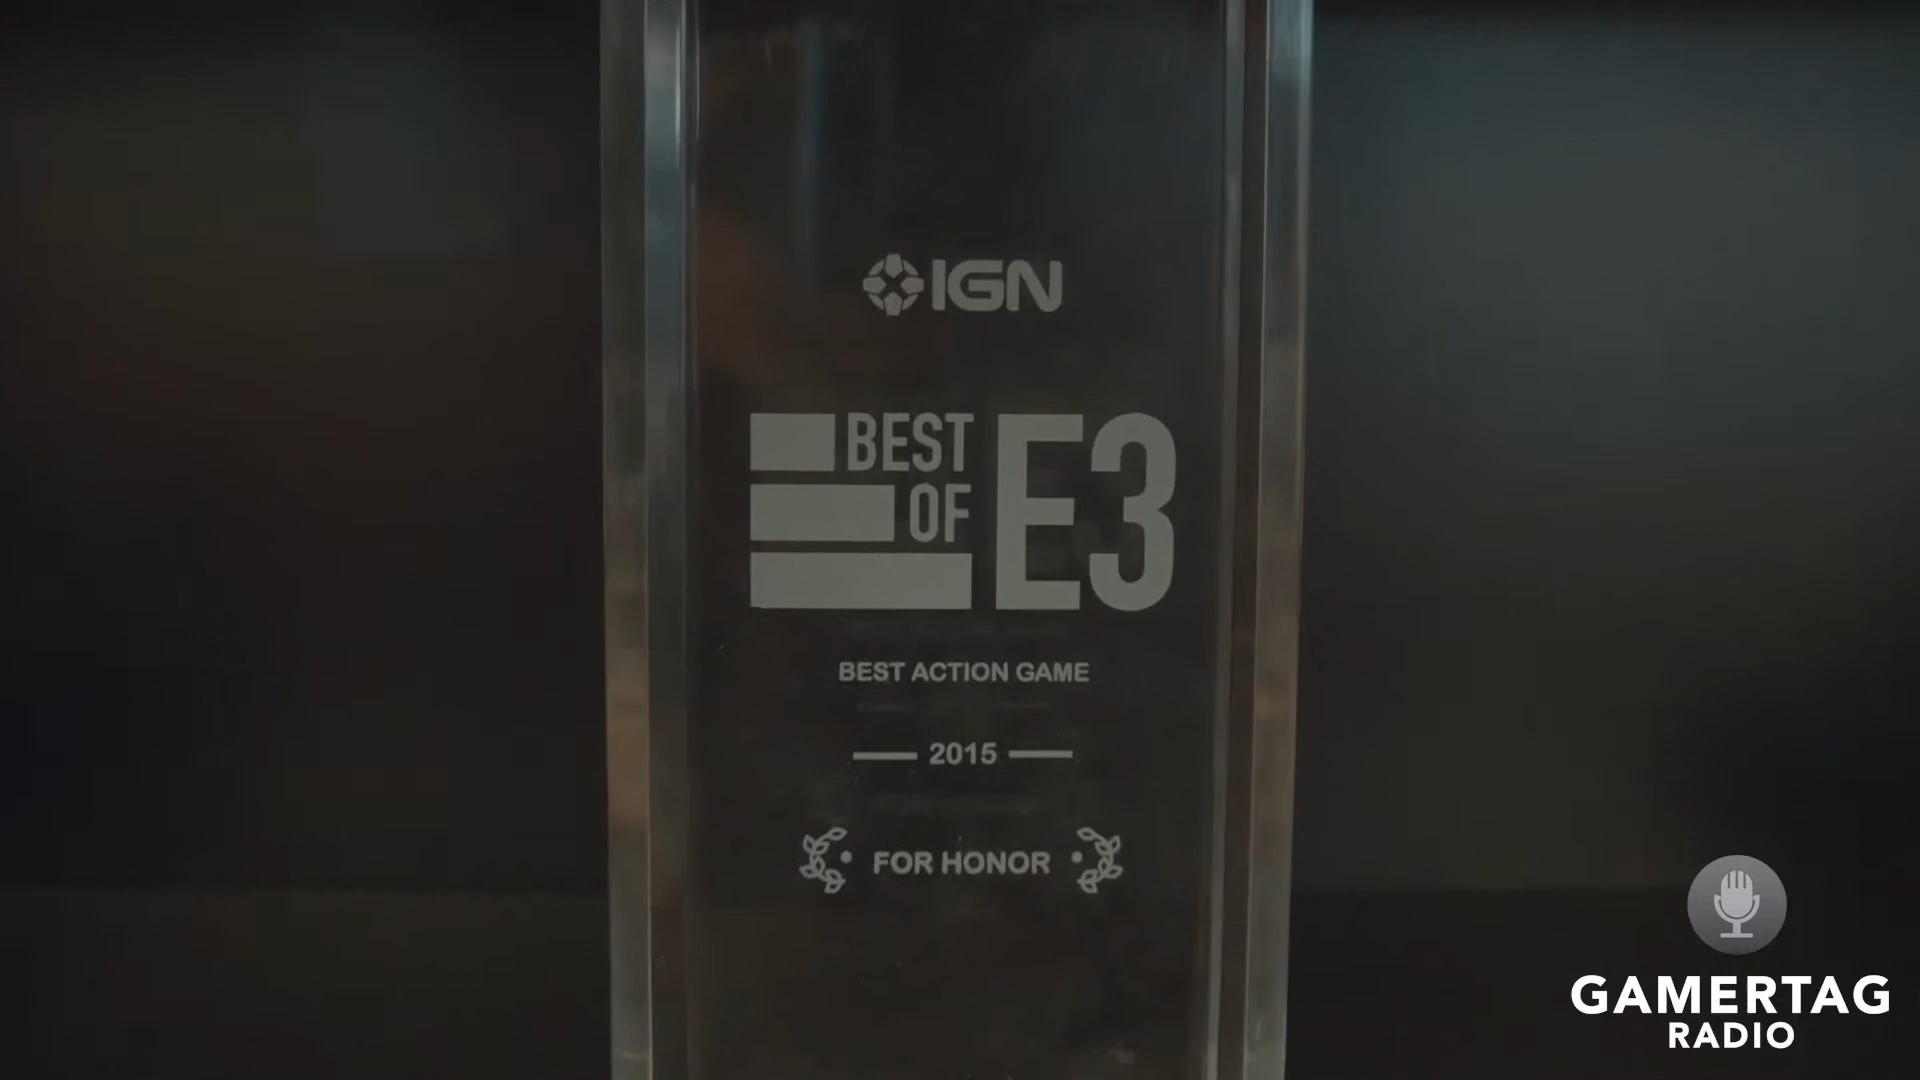 IGN
BEST
OF
E3
BEST ACTION GAME
2015
FOR HONOR
GAMERTAG
RADIO